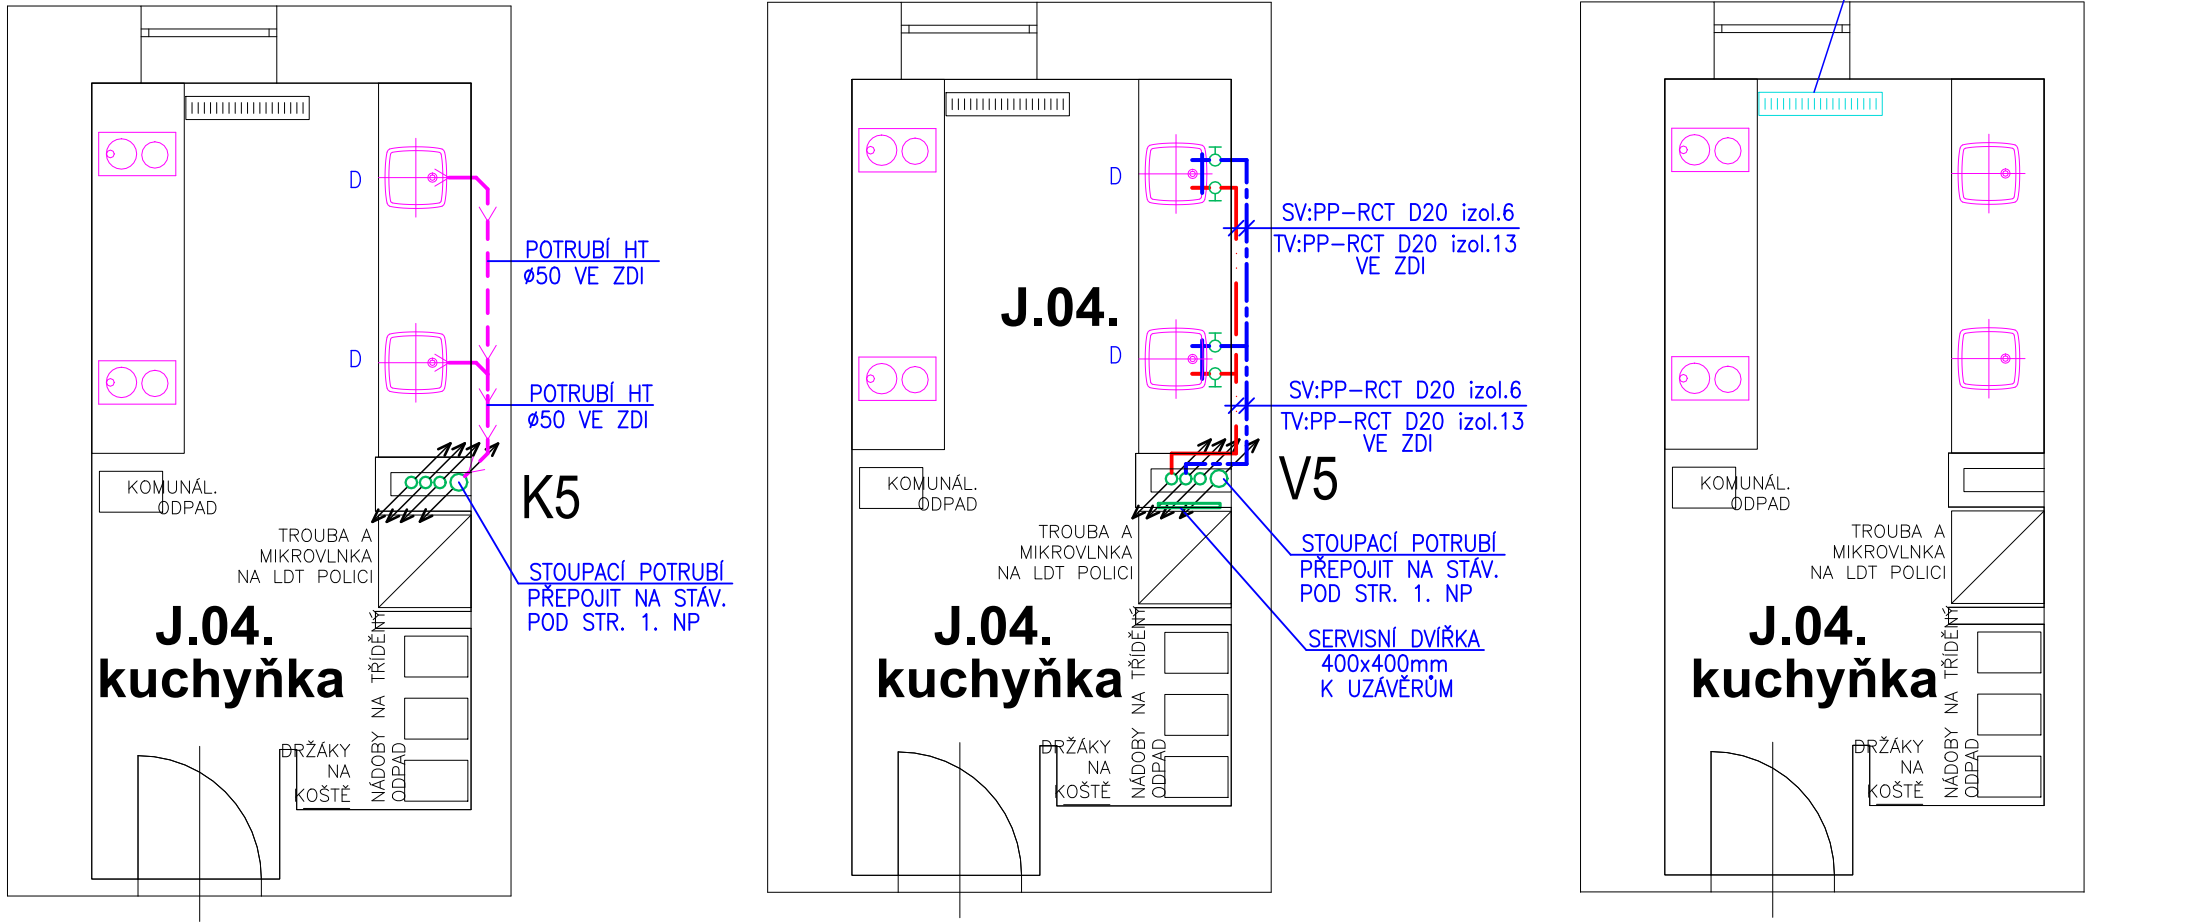 D
POTRUBÍ HT
ø50 VE ZDI
D
POTRUBÍ HT
ø50 VE ZDI
KOMUNÁL.
ODPAD
K5
TROUBA A
MIKROVLNKA
NA LDT POLICI
STOUPACÍ POTRUBÍ
PŘEPOJIT NA STÁV.
POD STR. 1. NP
J.04.
kuchyňka
NÁDOBY NA TŘÍDĚNÝ
ODPAD
DRŽÁKY
NA
KOŠTĚ
D
SV:PP-RCT D20 izol.6
TV:PP-RCT D20 izol.13
VE ZDI
J.04.
D
SV:PP-RCT D20 izol.6
TV:PP-RCT D20 izol.13
VE ZDI
KOMUNÁL.
ODPAD
V5
TROUBA A
MIKROVLNKA
NA LDT POLICI
STOUPACÍ POTRUBÍ
PŘEPOJIT NA STÁV.
POD STR. 1. NP
J.04.
kuchyňka
SERVISNÍ DVÍŘKA
400x400mm
K UZÁVĚRŮM
NÁDOBY NA TŘÍDĚNÝ
ODPAD
DRŽÁKY
NA
KOŠTĚ
KOMUNÁL.
ODPAD
TROUBA A
MIKROVLNKA
NA LDT POLICI
J.04.
kuchyňka
NÁDOBY NA TŘÍDĚNÝ
ODPAD
DRŽÁKY
NA
KOŠTĚ